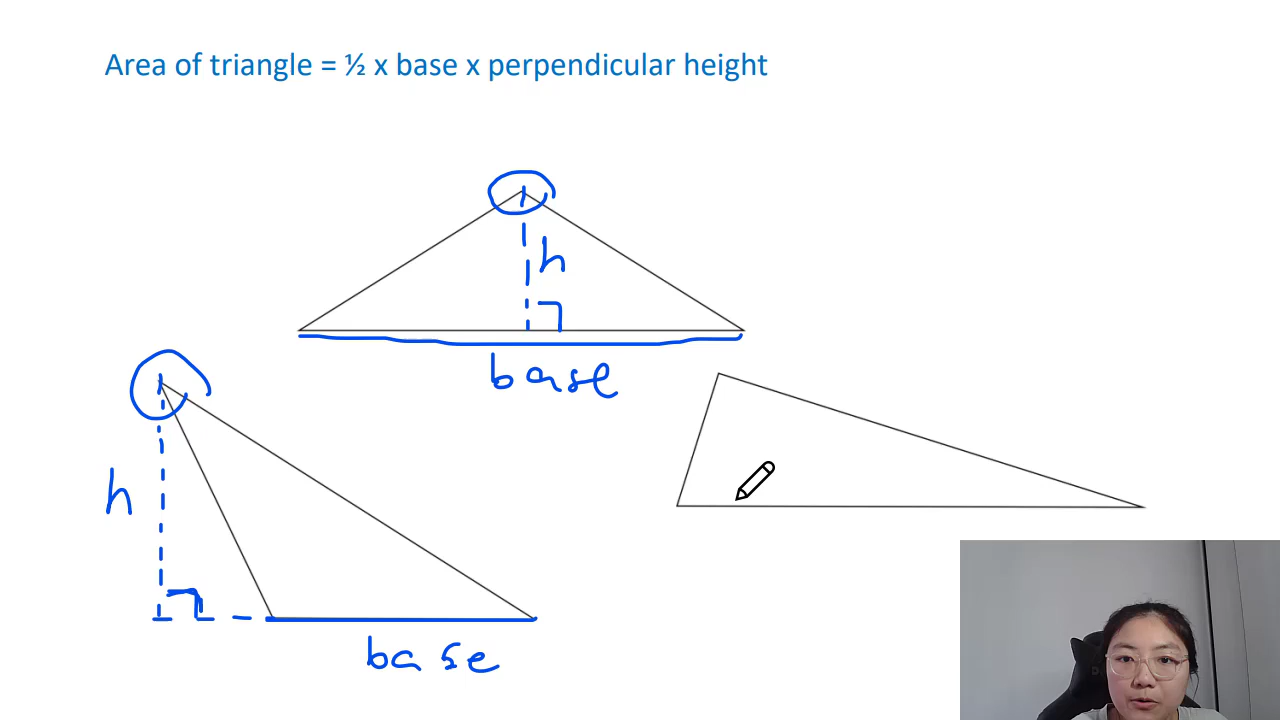 Area of triangle = ½ x base x perpendicular height
h
base
h
base